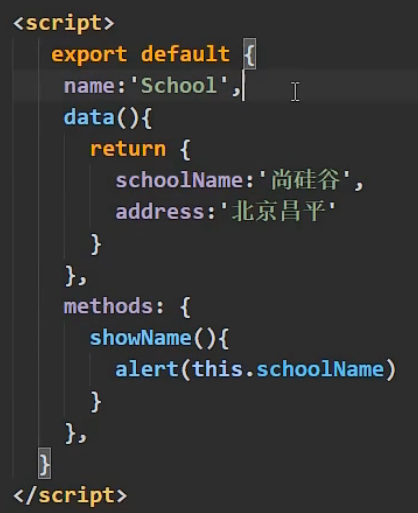 <script>
export default {
name:'School',
data(){
return {
schoolName:'尚硅谷',
address:'北京昌平'
}
},
methods: {
showName(){
alert(this.schoolName)
}
},
}
</script>